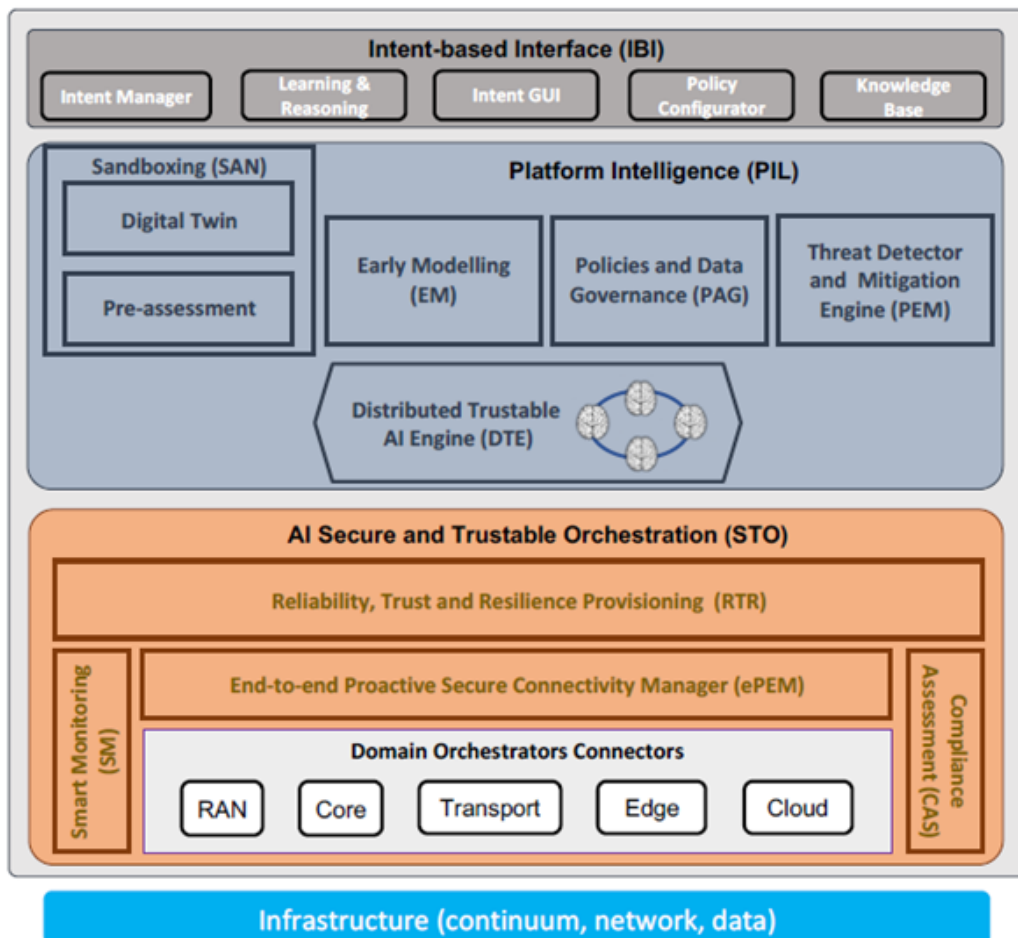 Intent-based Interface (IBI)
Intent Manager
Learning &
Reasoning
Intent GUI
Policy
Configurator
Knowledge
Base
Sandboxing (SAN)
Digital Twin
Pre-assessment
Platform Intelligence (PIL)
Early Modelling
(EM)
Policies and Data
Governance (PAG)
Threat Detector
and Mitigation
Engine (PEM)
Distributed Trustable
AI Engine (DTE)
AI Secure and Trustable Orchestration (STO)
Reliability, Trust and Resilience Provisioning (RTR)
Smart Monitoring
(SM)
End-to-end Proactive Secure Connectivity Manager (ePEM)
Domain Orchestrators Connectors
RAN
Core
Transport
Edge
Cloud
Compliance
Assessment (CAS)
Infrastructure (continuum, network, data)